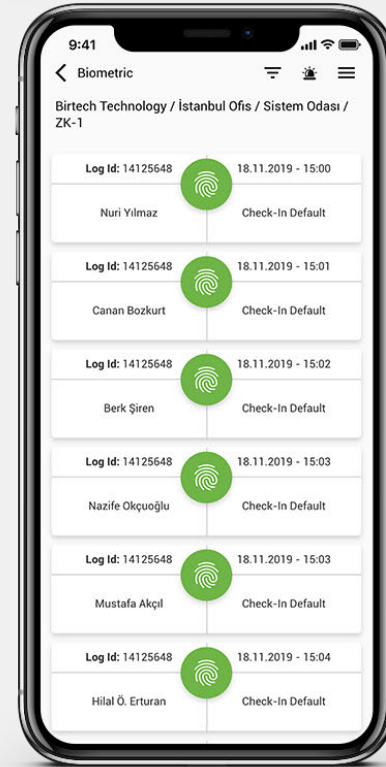 9:41
Biometric
Birtech Technology / İstanbul Ofis / Sistem Odası /
ZK-1
Log Id: 14125648 18.11.2019 - 15:00
Nuri Yılmaz Check-In Default
Log Id: 14125648 18.11.2019 - 15:01
Canan Bozkurt Check-In Default
Log Id: 14125648 18.11.2019 - 15:02
Berk Şiren Check-In Default
Log Id: 14125648 18.11.2019 - 15:03
Nazife Okçuoğlu Check-In Default
Log Id: 14125648 18.11.2019 - 15:03
Mustafa Akçıl Check-In Default
Log Id: 14125648 18.11.2019 - 15:04
Hilal Ö. Erturan Check-In Default